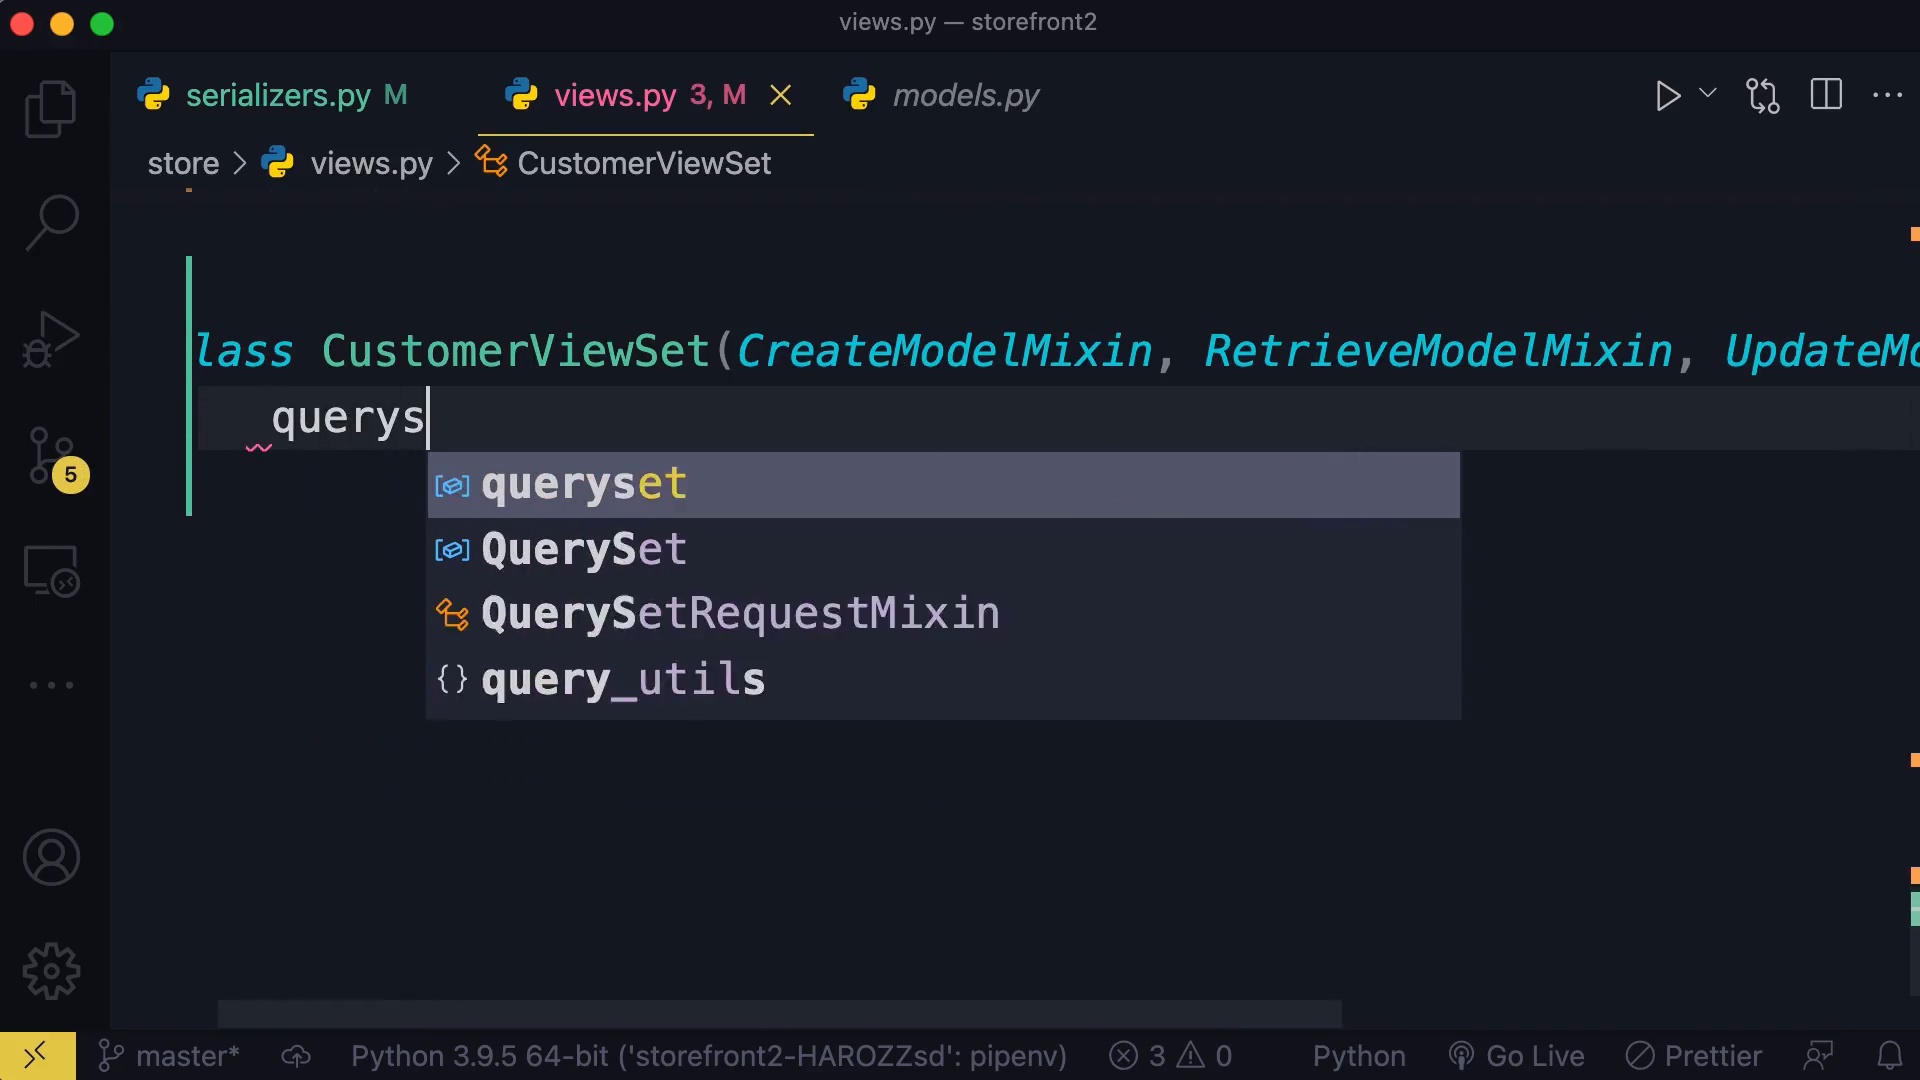 views.py — storefront2
serializers.py M views.py 3, M models.py
store > views.py > CustomerViewSet
lass CustomerViewSet(CreateModelMixin, RetrieveModelMixin, UpdateMo
querys
queryset
QuerySet
QuerySetRequestMixin
query_utils
5
master* Python 3.9.5 64-bit ('storefront2-HAROZZsd': pipenv) 3 0 Python Go Live Prettier